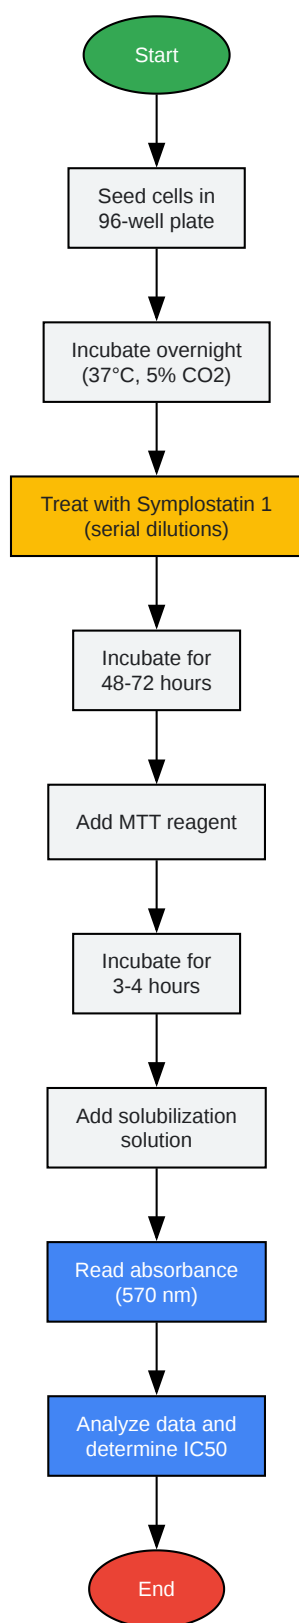 Start
Seed cells in
96-well plate
Incubate overnight
(37°C, 5% CO2)
Treat with Symplostatin 1
(serial dilutions)
Incubate for
48-72 hours
Add MTT reagent
Incubate for
3-4 hours
Add solubilization
solution
Read absorbance
(570 nm)
Analyze data and
determine IC50
End